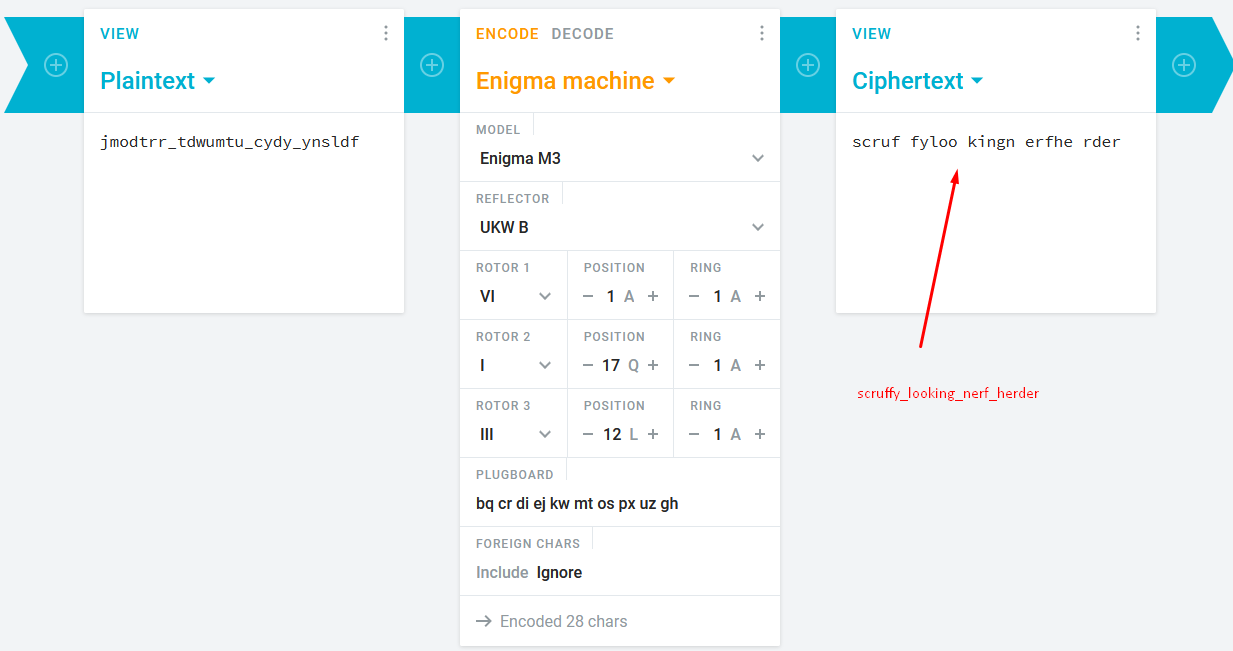 VIEW
Plaintext
jmodtrr_tdwumtu_cydy_ynsldf
ENCODE DECODE
Enigma machine
MODEL
Enigma M3
REFLECTOR
UKW B
ROTOR 1 POSITION RING
VI − 1 A + − 1 A +
ROTOR 2 POSITION RING
I − 17 Q + − 1 A +
ROTOR 3 POSITION RING
III − 12 L + − 1 A +
PLUGBOARD
bq cr di ej kw mt os px uz gh
FOREIGN CHARS
Include Ignore
→ Encoded 28 chars
VIEW
Ciphertext
scruf fyloo kingn erfhe rder
scruffy_looking_nerf_herder